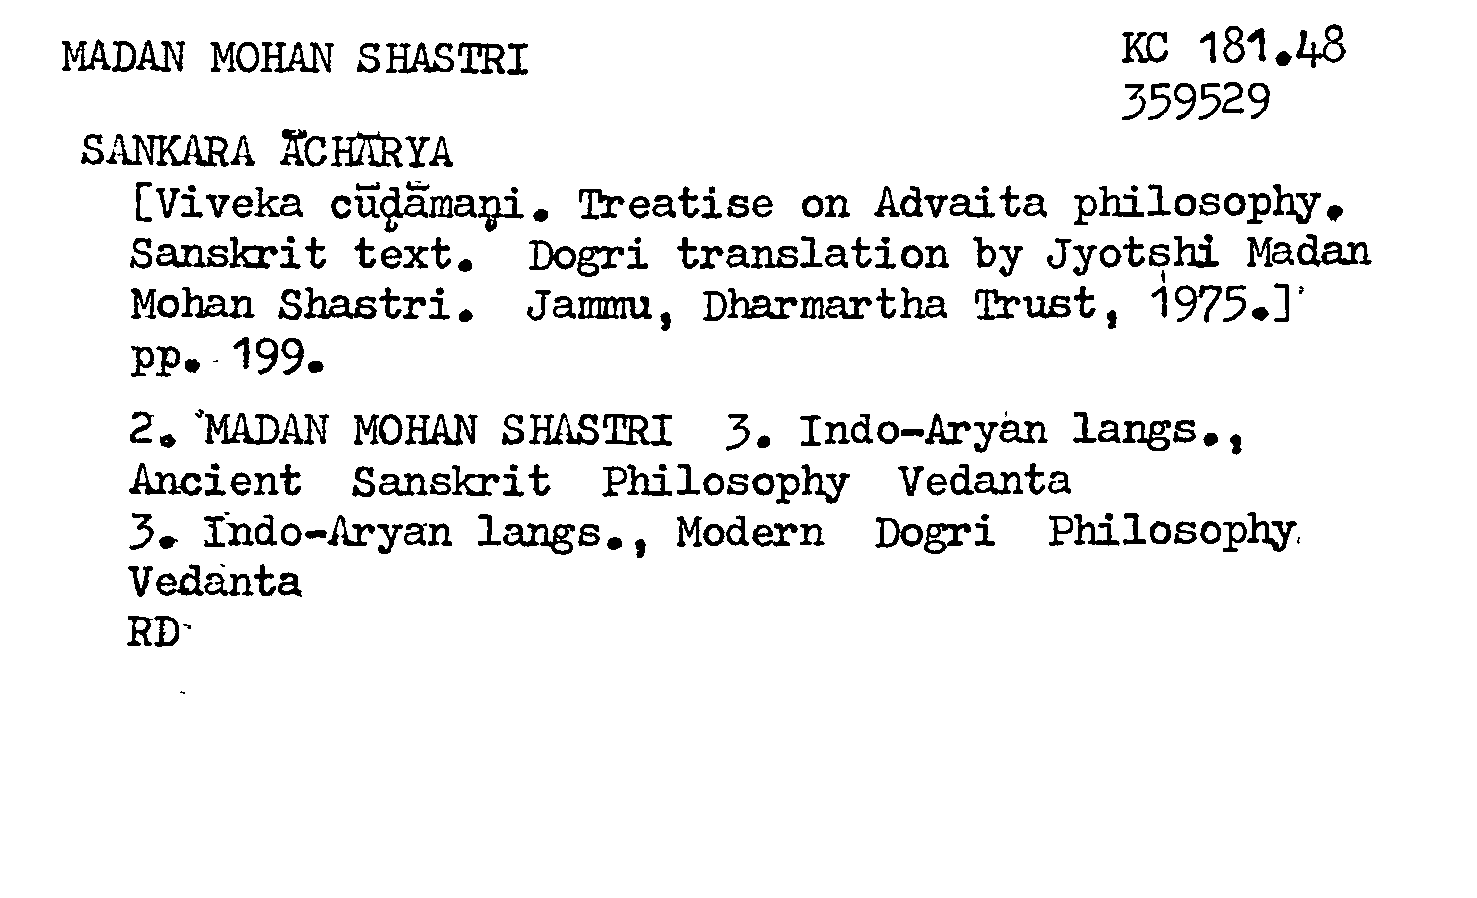 MADAN MOHAN SHASTRI
KC 181.48
359529
SANKARA ĀCHĀRYA
[Viveka cūḍāmaṇi. Treatise on Advaita philosophy.
Sanskrit text. Dogri translation by Jyotshi Madan
Mohan Shastri. Jammu, Dharmartha Trust, 1975.]
pp. 199.
2. MADAN MOHAN SHASTRI 3. Indo-Aryan langs.,
Ancient Sanskrit Philosophy Vedanta
3. Indo-Aryan langs., Modern Dogri Philosophy
Vedanta
RD